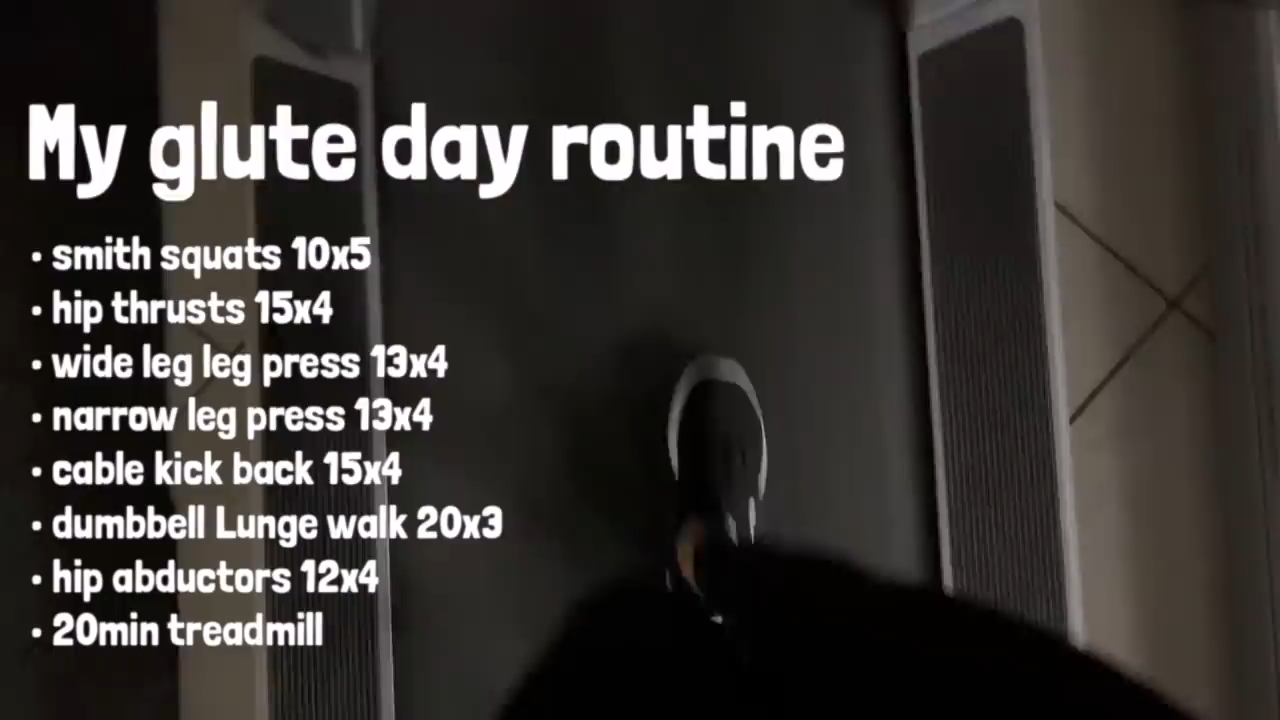 My glute day routine
• smith squats 10x5
• hip thrusts 15x4
• wide leg leg press 13x4
• narrow leg press 13x4
• cable kick back 15x4
• dumbbell Lunge walk 20x3
• hip abductors 12x4
• 20min treadmill